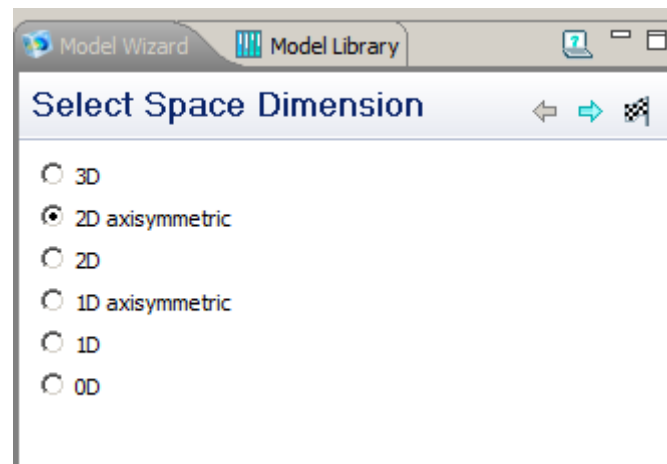 Model Wizard Model Library
Select Space Dimension
3D
2D axisymmetric
2D
1D axisymmetric
1D
0D